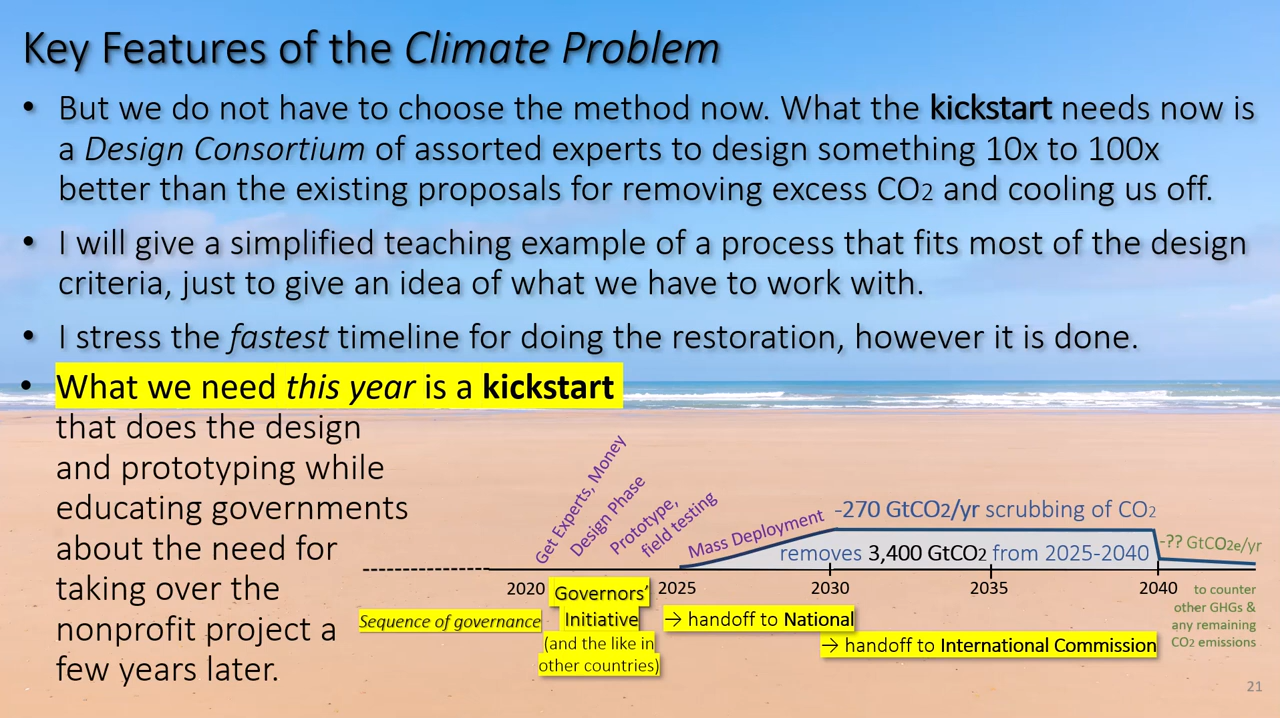 Key Features of the Climate Problem
• But we do not have to choose the method now. What the kickstart needs now is
a Design Consortium of assorted experts to design something 10x to 100x
better than the existing proposals for removing excess CO2 and cooling us off.
• I will give a simplified teaching example of a process that fits most of the design
criteria, just to give an idea of what we have to work with.
• I stress the fastest timeline for doing the restoration, however it is done.
• What we need this year is a kickstart
that does the design
and prototyping while
educating governments
about the need for
taking over the
nonprofit project a
few years later.
Get Experts, Money
Design Phase
Prototype,
field testing
Mass Deployment
-270 GtCO2/yr scrubbing of CO2
removes 3,400 GtCO2 from 2025-2040
-?? GtCO2e/yr
2020
2025
2030
2035
2040
to counter
other GHGs &
any remaining
CO2 emissions
Sequence of governance
Governors’
Initiative
(and the like in
other countries)
→ handoff to National
→ handoff to International Commission
21